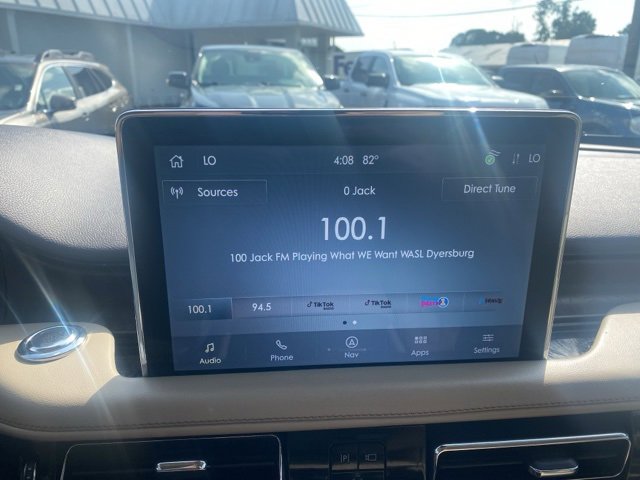 LO 4:08 82° LO
Sources 0 Jack Direct Tune
100.1
100 Jack FM Playing What WE Want WASL Dyersburg
100.1 94.5 TikTok TikTok
Audio Phone Nav Apps Settings
P